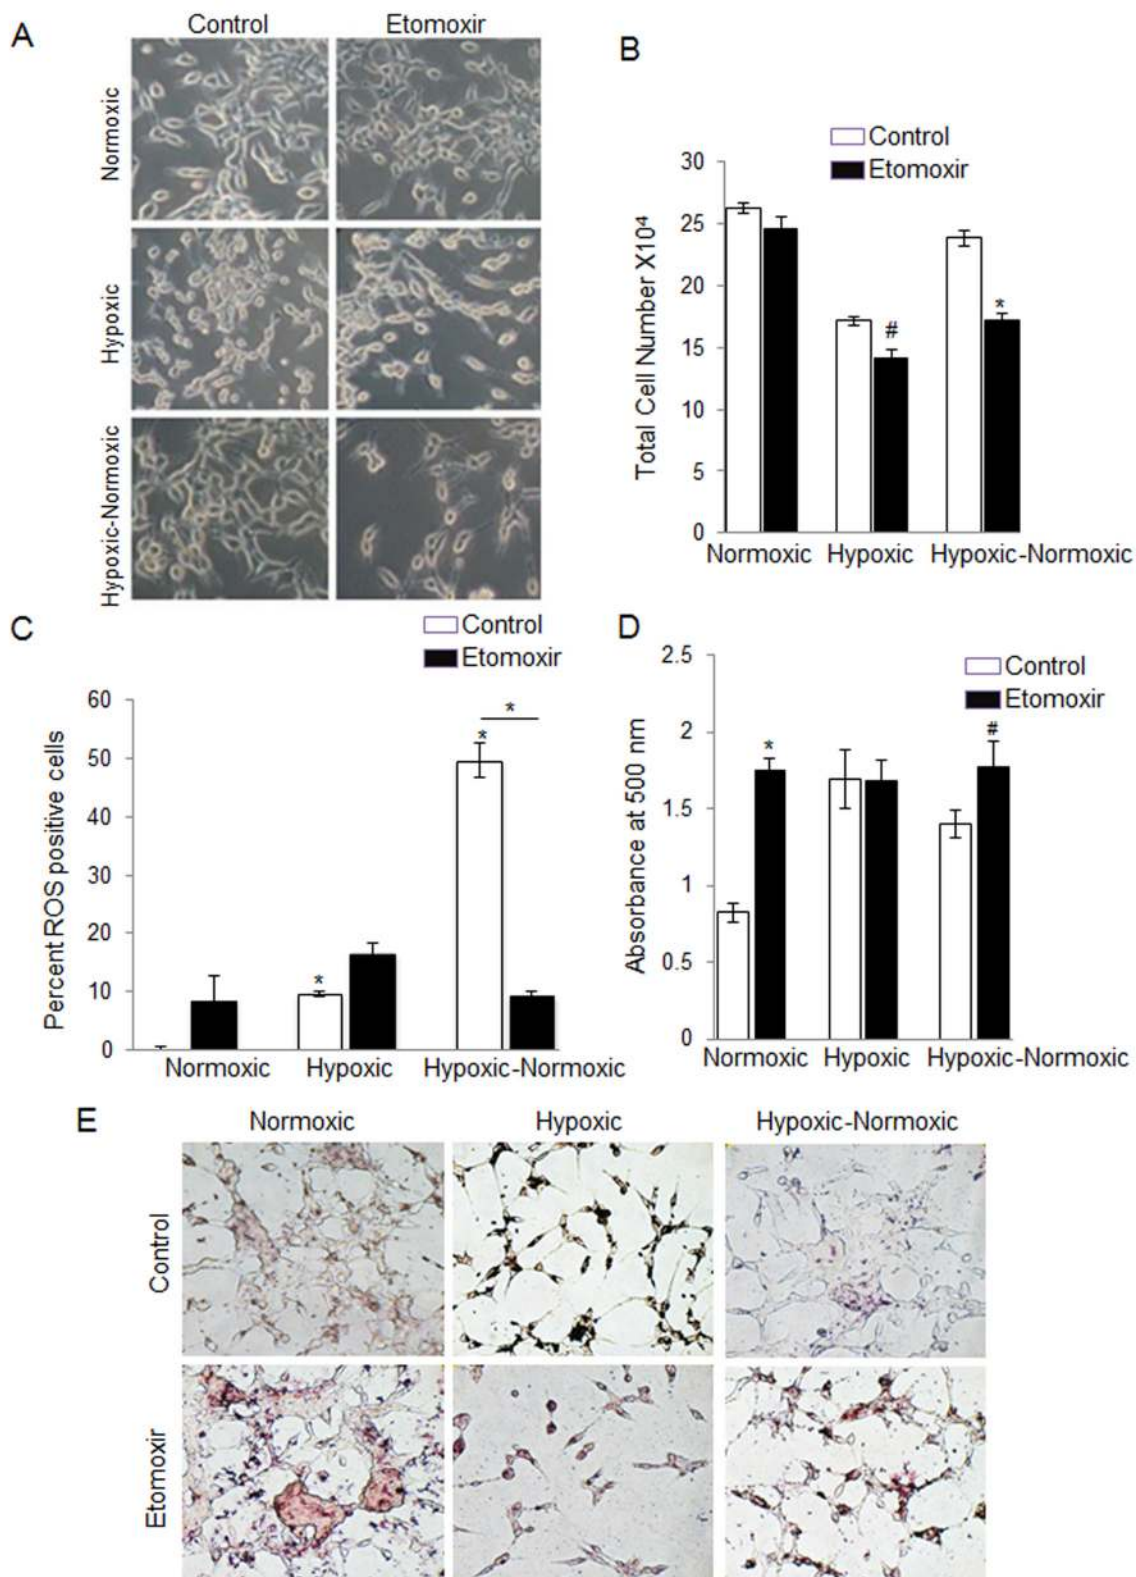 A
Control
Etomoxir
Normoxic
Hypoxic
Hypoxic-Normoxic
B
Control
Etomoxir
Total Cell Number X10⁴
30
25
20
15
10
5
0
#
*
Normoxic
Hypoxic
Hypoxic-Normoxic
C
Control
Etomoxir
Percent ROS positive cells
60
50
40
30
20
10
0
*
*
*
Normoxic
Hypoxic
Hypoxic-Normoxic
D
Control
Etomoxir
Absorbance at 500 nm
2.5
2
1.5
1
0.5
0
*
#
Normoxic
Hypoxic
Hypoxic-Normoxic
E
Normoxic
Hypoxic
Hypoxic-Normoxic
Control
Etomoxir